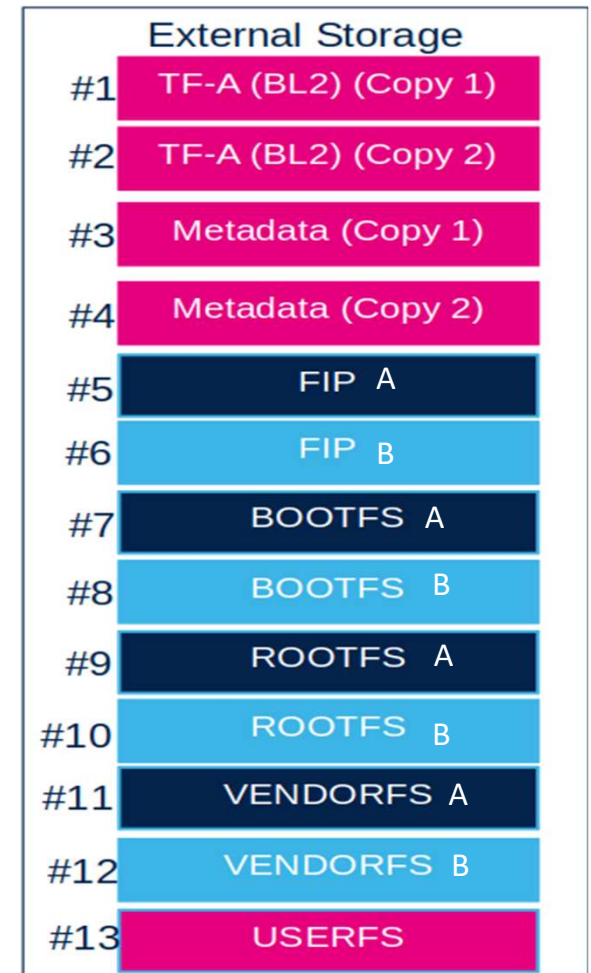 External Storage
#1 TF-A (BL2) (Copy 1)
#2 TF-A (BL2) (Copy 2)
#3 Metadata (Copy 1)
#4 Metadata (Copy 2)
#5 FIP A
#6 FIP B
#7 BOOTFS A
#8 BOOTFS B
#9 ROOTFS A
#10 ROOTFS B
#11 VENDORFS A
#12 VENDORFS B
#13 USERFS